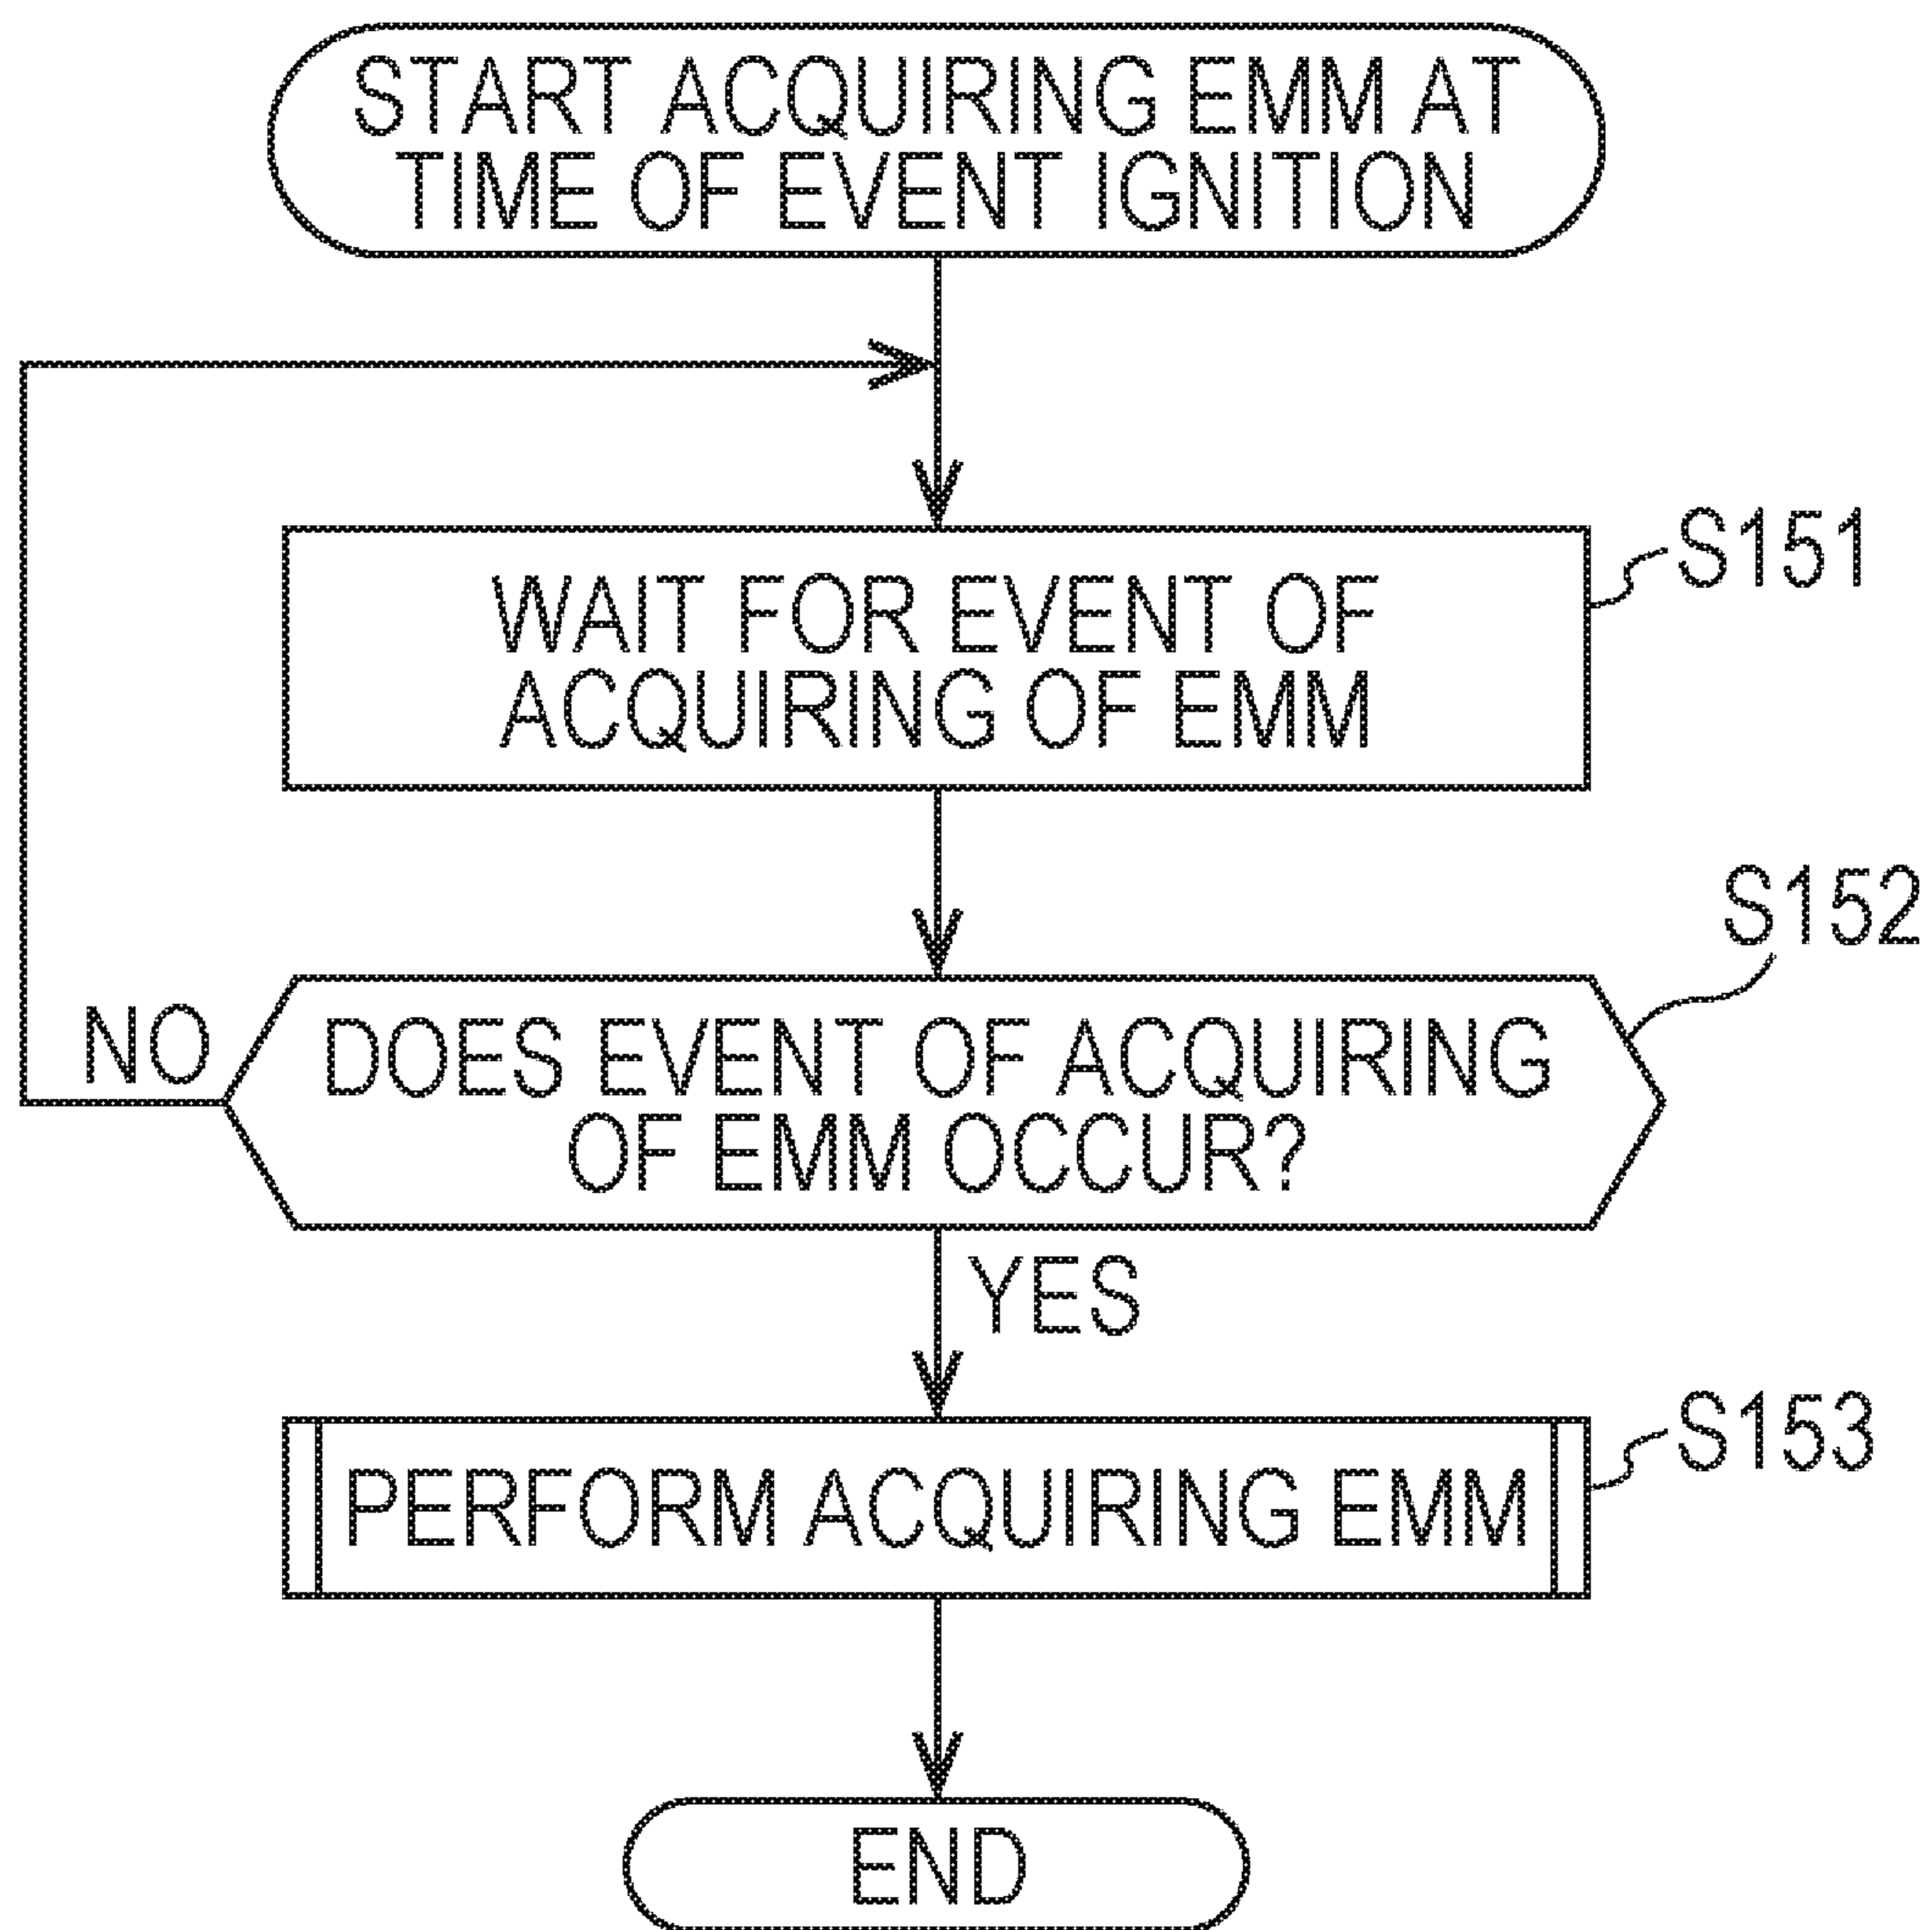 START ACQUIRING EMM AT
TIME OF EVENT IGNITION
WAIT FOR EVENT OF
ACQUIRING OF EMM
S151
S152
DOES EVENT OF ACQUIRING
OF EMM OCCUR?
NO
YES
PERFORM ACQUIRING EMM
S153
END